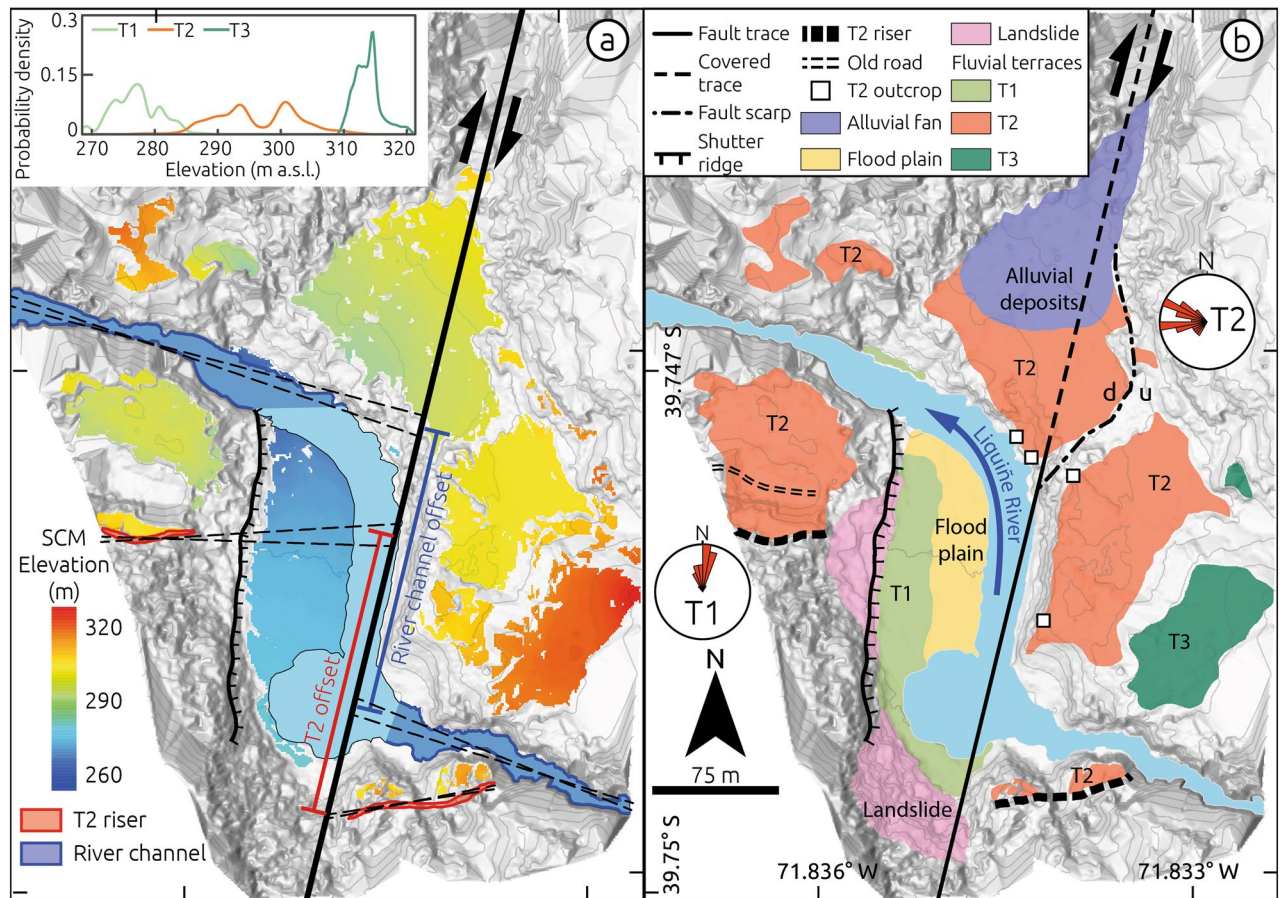 0.3
0.15
0
Probability density
T1
T2
T3
270
280
290
300
310
320
Elevation (m a.s.l.)
a
River channel offset
T2 offset
SCM
Elevation
(m)
320
290
260
T2 riser
River channel
Fault trace
Covered
trace
Fault scarp
Shutter
ridge
T2 riser
Old road
T2 outcrop
Alluvial fan
Flood plain
Landslide
Fluvial terraces
T1
T2
T3
b
T2
Alluvial
deposits
N
T2
39.747° S
T2
d
u
T2
Liquiñe River
T2
Flood
plain
N
T1
T1
T3
N
75 m
T2
Landslide
39.75° S
71.836° W
71.833° W